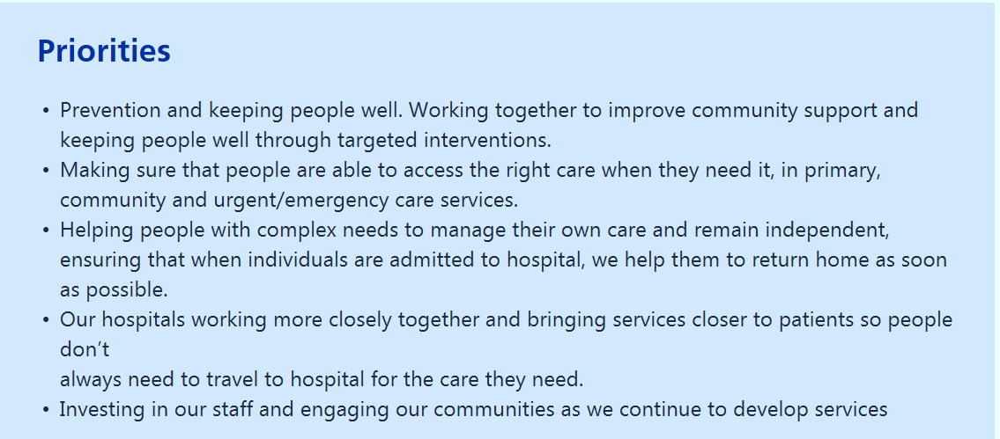 Priorities
• Prevention and keeping people well. Working together to improve community support and
keeping people well through targeted interventions.
• Making sure that people are able to access the right care when they need it, in primary,
community and urgent/emergency care services.
• Helping people with complex needs to manage their own care and remain independent,
ensuring that when individuals are admitted to hospital, we help them to return home as soon
as possible.
• Our hospitals working more closely together and bringing services closer to patients so people
don’t
always need to travel to hospital for the care they need.
• Investing in our staff and engaging our communities as we continue to develop services